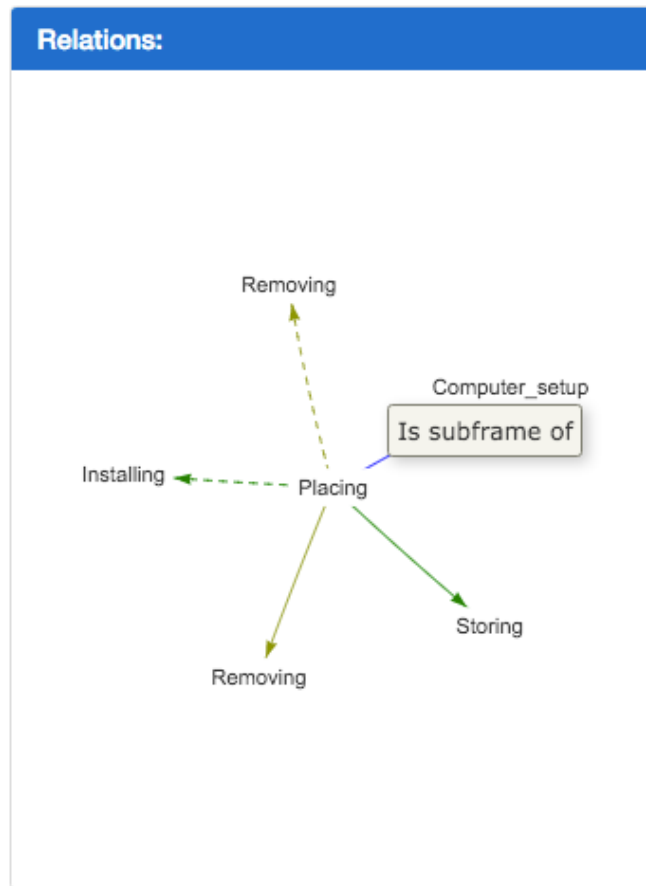 Relations:
Removing
Computer_setup
Is subframe of
Installing
Placing
Storing
Removing